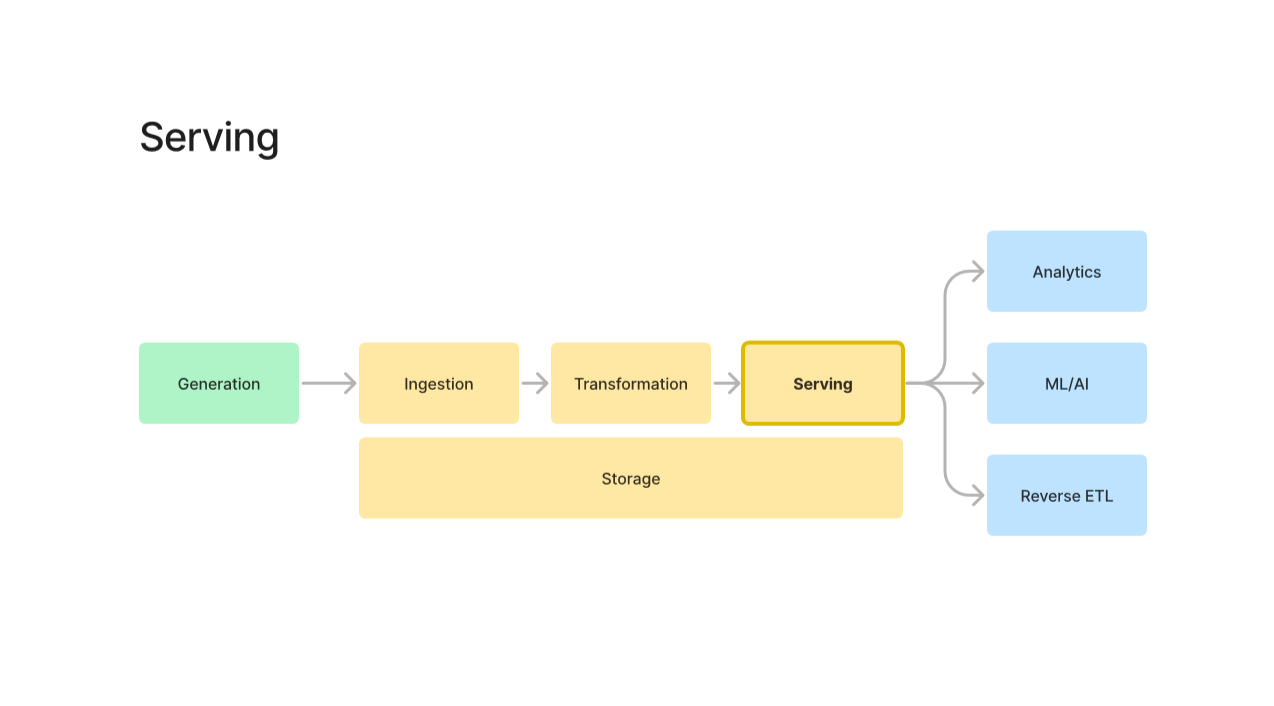 Serving
Generation
Ingestion
Transformation
Serving
Storage
Analytics
ML/AI
Reverse ETL